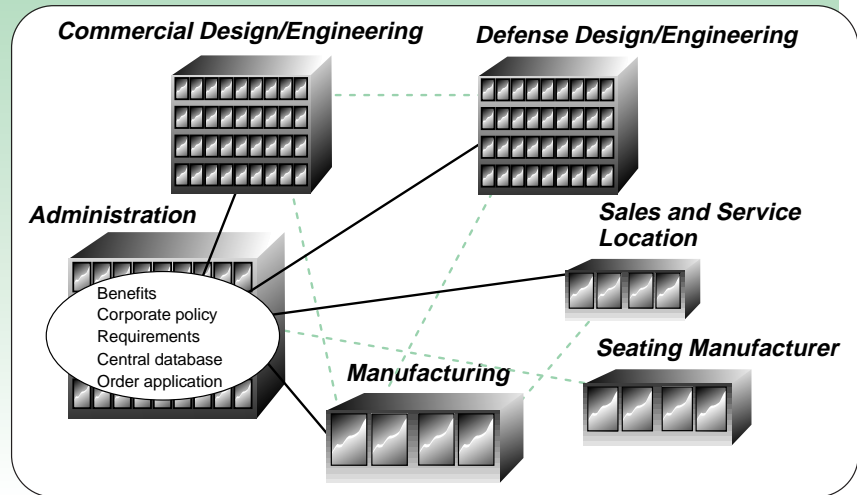 Commercial Design/Engineering
Defense Design/Engineering
Administration
Sales and Service
Location
Benefits
Corporate policy
Requirements
Central database
Order application
Manufacturing
Seating Manufacturer